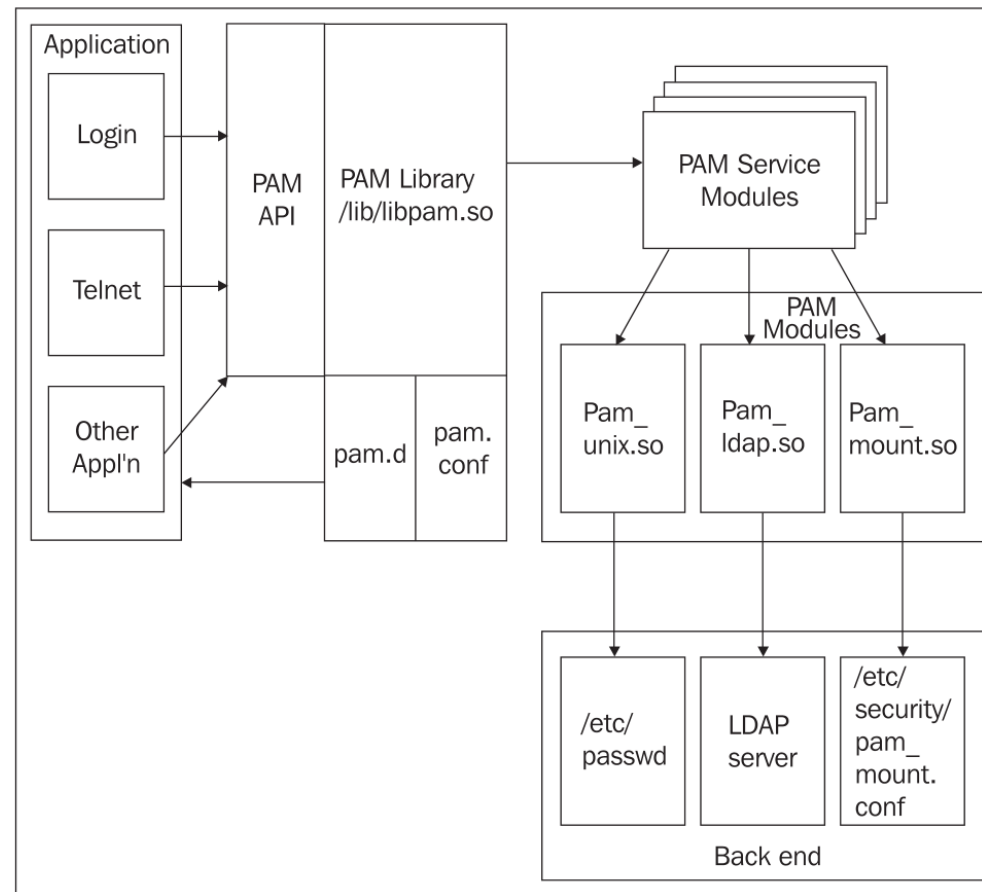 Application
Login
Telnet
Other
Appl'n
PAM
API
PAM Library
/lib/libpam.so
pam.d
pam.
conf
PAM Service
Modules
PAM
Modules
Pam_
unix.so
Pam_
ldap.so
Pam_
mount.so
/etc/
passwd
LDAP
server
/etc/
security/
pam_
mount.
conf
Back end